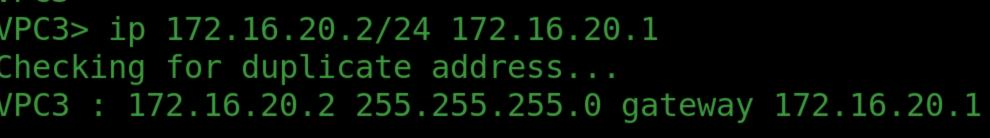 VPC3> ip 172.16.20.2/24 172.16.20.1
Checking for duplicate address...
VPC3 : 172.16.20.2 255.255.255.0 gateway 172.16.20.1